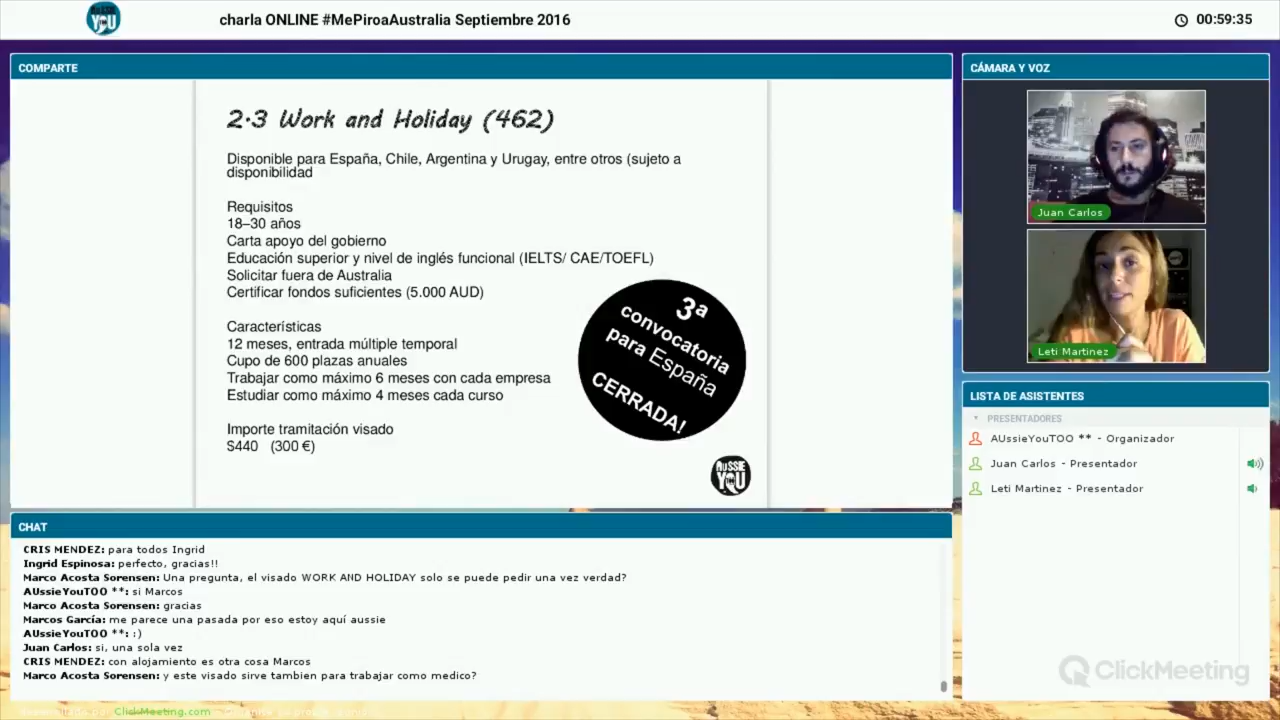 AUSSIE YOU
charla ONLINE #MePiroaAustralia Septiembre 2016
00:59:35
COMPARTE
2.3 Work and Holiday (462)
Disponible para España, Chile, Argentina y Urugay, entre otros (sujeto a
disponibilidad
Requisitos
18–30 años
Carta apoyo del gobierno
Educación superior y nivel de inglés funcional (IELTS/ CAE/TOEFL)
Solicitar fuera de Australia
Certificar fondos suficientes (5.000 AUD)
Características
12 meses, entrada múltiple temporal
Cupo de 600 plazas anuales
Trabajar como máximo 6 meses con cada empresa
Estudiar como máximo 4 meses cada curso
Importe tramitación visado
$440 (300 €)
3ª
convocatoria
para España
CERRADA!
AUSSIE
YOU
CÁMARA Y VOZ
Juan Carlos
Leti Martinez
LISTA DE ASISTENTES
PRESENTADORES
AUssieYouTOO ** - Organizador
Juan Carlos - Presentador
Leti Martinez - Presentador
CHAT
CRIS MENDEZ: para todos Ingrid
Ingrid Espinosa: perfecto, gracias!!
Marco Acosta Sorensen: Una pregunta, el visado WORK AND HOLIDAY solo se puede pedir una vez verdad?
AUssieYouTOO **: si Marcos
Marco Acosta Sorensen: gracias
Marcos García: me parece una pasada por eso estoy aquí aussie
AUssieYouTOO **: :)
Juan Carlos: si, una sola vez
CRIS MENDEZ: con alojamiento es otra cosa Marcos
Marco Acosta Sorensen: y este visado sirve tambien para trabajar como medico?
ClickMeeting
ClickMeeting.com